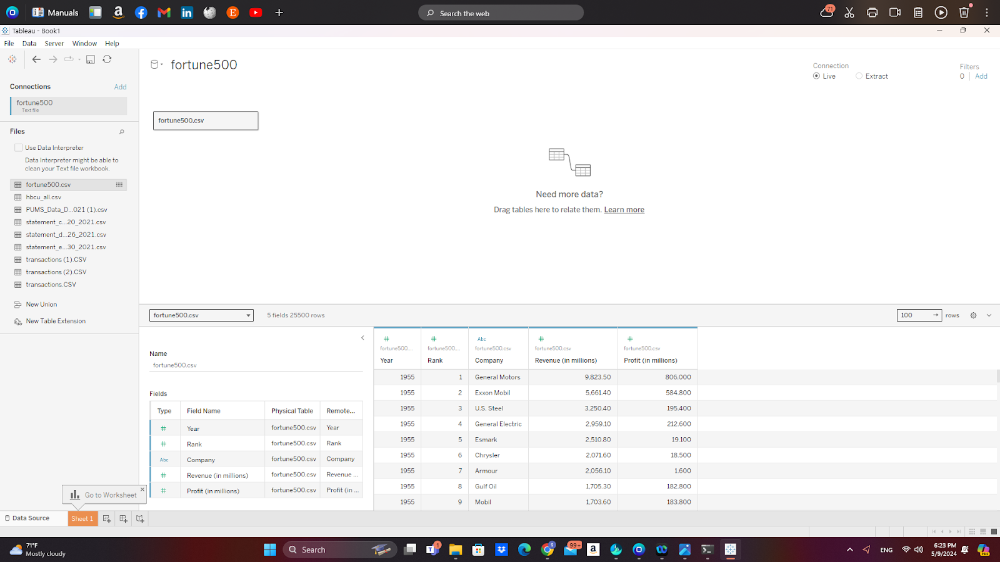 Manuals
Search the web
71
Tableau - Book1
File Data Server Window Help
Connections Add
fortune500
Text file
Files
Use Data Interpreter
Data Interpreter might be able to
clean your Text file workbook.
fortune500.csv
hbcu_all.csv
PUMS_Data_D...021 (1).csv
statement_c...20_2021.csv
statement_d...26_2021.csv
statement_e...30_2021.csv
transactions (1).CSV
transactions (2).CSV
transactions.CSV
New Union
New Table Extension
fortune500
Connection
Live Extract
Filters
0 Add
fortune500.csv
Need more data?
Drag tables here to relate them. Learn more
fortune500.csv 5 fields 25500 rows 100 rows
Name
fortune500.csv
Fields
Type Field Name Physical Table Remote...
Year fortune500.csv Year
Rank fortune500.csv Rank
Abc Company fortune500.csv Company
Revenue (in millions) fortune500.csv Revenue ...
Profit (in millions) fortune500.csv Profit (in ...
Abc
fortune500.... fortune500.... fortune500.csv fortune500.csv fortune500.csv
Year Rank Company Revenue (in millions) Profit (in millions)
1955 1 General Motors 9,823.50 806.000
1955 2 Exxon Mobil 5,661.40 584.800
1955 3 U.S. Steel 3,250.40 195.400
1955 4 General Electric 2,959.10 212.600
1955 5 Esmark 2,510.80 19.100
1955 6 Chrysler 2,071.60 18.500
1955 7 Armour 2,056.10 1.600
1955 8 Gulf Oil 1,705.30 182.800
1955 9 Mobil 1,703.60 183.800
Go to Worksheet
Data Source Sheet 1
71°F
Mostly cloudy
Search
1
9
99+
ENG
6:23 PM
5/9/2024
PRE